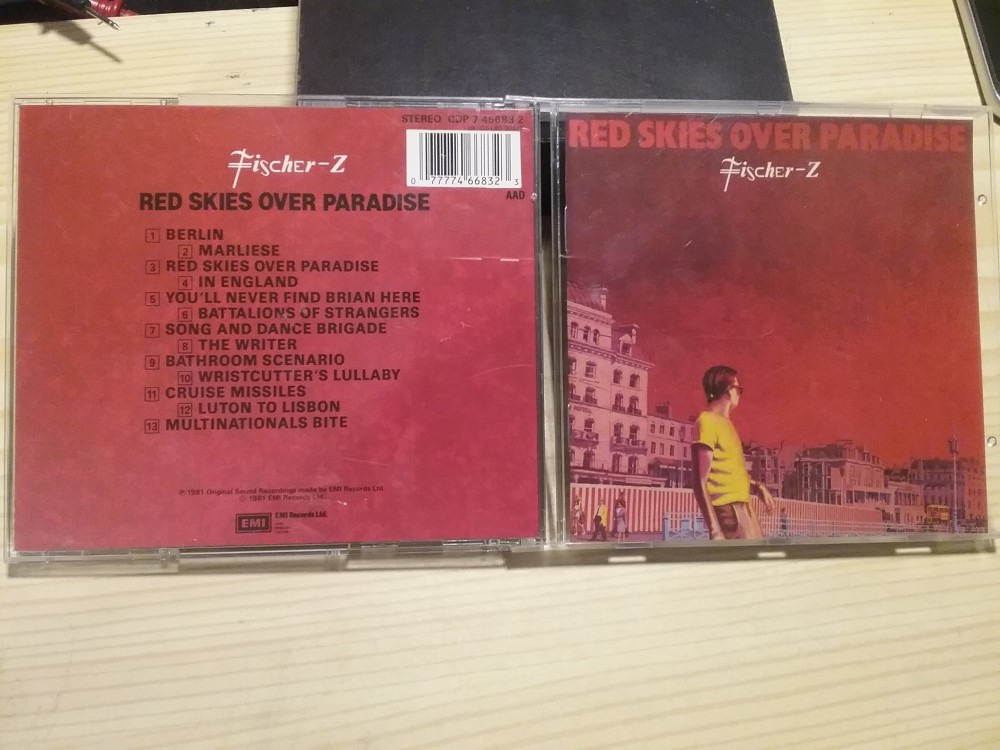 STEREO CDP 7 46683 2
Fischer-Z
0 77774 66832 3
RED SKIES OVER PARADISE
AAD
1 BERLIN
2 MARLIESE
3 RED SKIES OVER PARADISE
4 IN ENGLAND
5 YOU'LL NEVER FIND BRIAN HERE
6 BATTALIONS OF STRANGERS
7 SONG AND DANCE BRIGADE
8 THE WRITER
9 BATHROOM SCENARIO
10 WRISTCUTTER'S LULLABY
11 CRUISE MISSILES
12 LUTON TO LISBON
13 MULTINATIONALS BITE
℗1981 Original Sound Recordings made by EMI Records Ltd.
© 1981 EMI Records Ltd.
EMI EMI Records Ltd.
RED SKIES OVER PARADISE
Fischer-Z